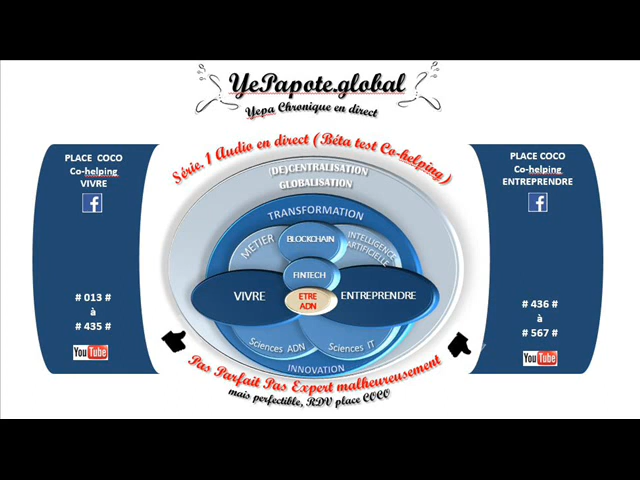 YePapote.global
Yepa Chronique en direct
Série, 1 Audio en direct (Béta test Co-helping)
PLACE COCO
Co-helping
VIVRE
# 013 #
à
# 435 #
YouTube
(DE)CENTRALISATION
GLOBALISATION
TRANSFORMATION
METIER
BLOCKCHAIN
INTELLIGENCE
ARTIFICIELLE
FINTECH
VIVRE
ETRE
ADN
ENTREPRENDRE
Sciences ADN
Sciences IT
INNOVATION
PLACE COCO
Co-helping
ENTREPRENDRE
# 436 #
à
# 567 #
YouTube
Pas Parfait Pas Expert malheureusement
mais perfectible, RDV place COCO